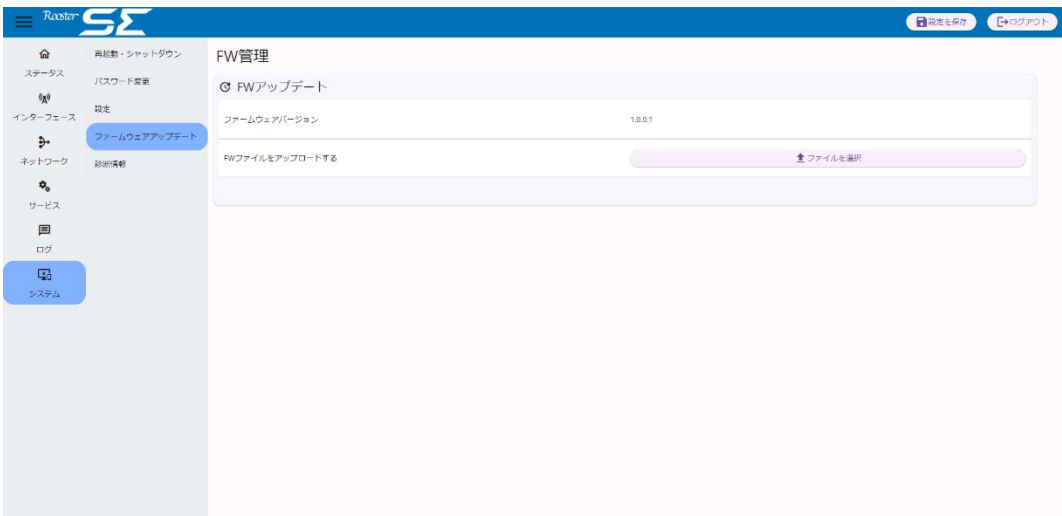 Rooster SΣ
設定を保存
ログアウト
ステータス
インターフェース
ネットワーク
サービス
ログ
システム
再起動・シャットダウン
パスワード変更
設定
ファームウェアアップデート
診断情報
FW管理
FWアップデート
ファームウェアバージョン
1.0.0.1
FWファイルをアップロードする
ファイルを選択